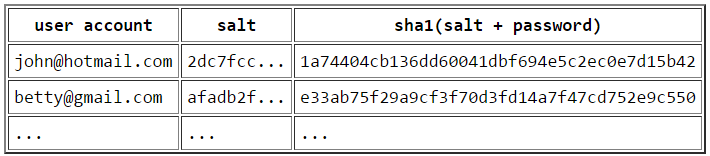 user account salt sha1(salt + password)
john@hotmail.com 2dc7fcc... 1a74404cb136dd60041dbf694e5c2ec0e7d15b42
betty@gmail.com afadb2f... e33ab75f29a9cf3f70d3fd14a7f47cd752e9c550
... ... ...